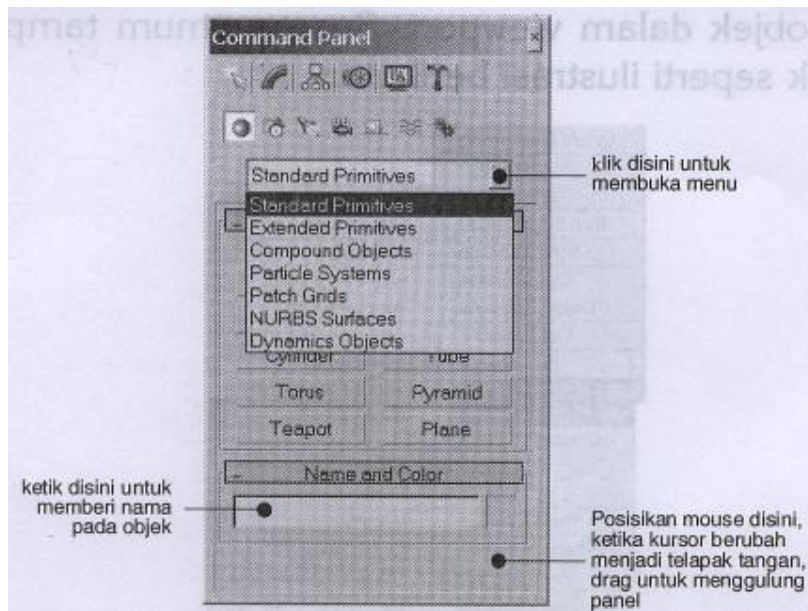 Command Panel
Standard Primitives
klik disini untuk
membuka menu
Standard Primitives
Extended Primitives
Compound Objects
Particle Systems
Patch Grids
NURBS Surfaces
Dynamics Objects
Cylinder Tube
Torus Pyramid
Teapot Plane
- Name and Color
ketik disini untuk
memberi nama
pada objek
Posisikan mouse disini,
ketika kursor berubah
menjadi telapak tangan,
drag untuk menggulung
panel